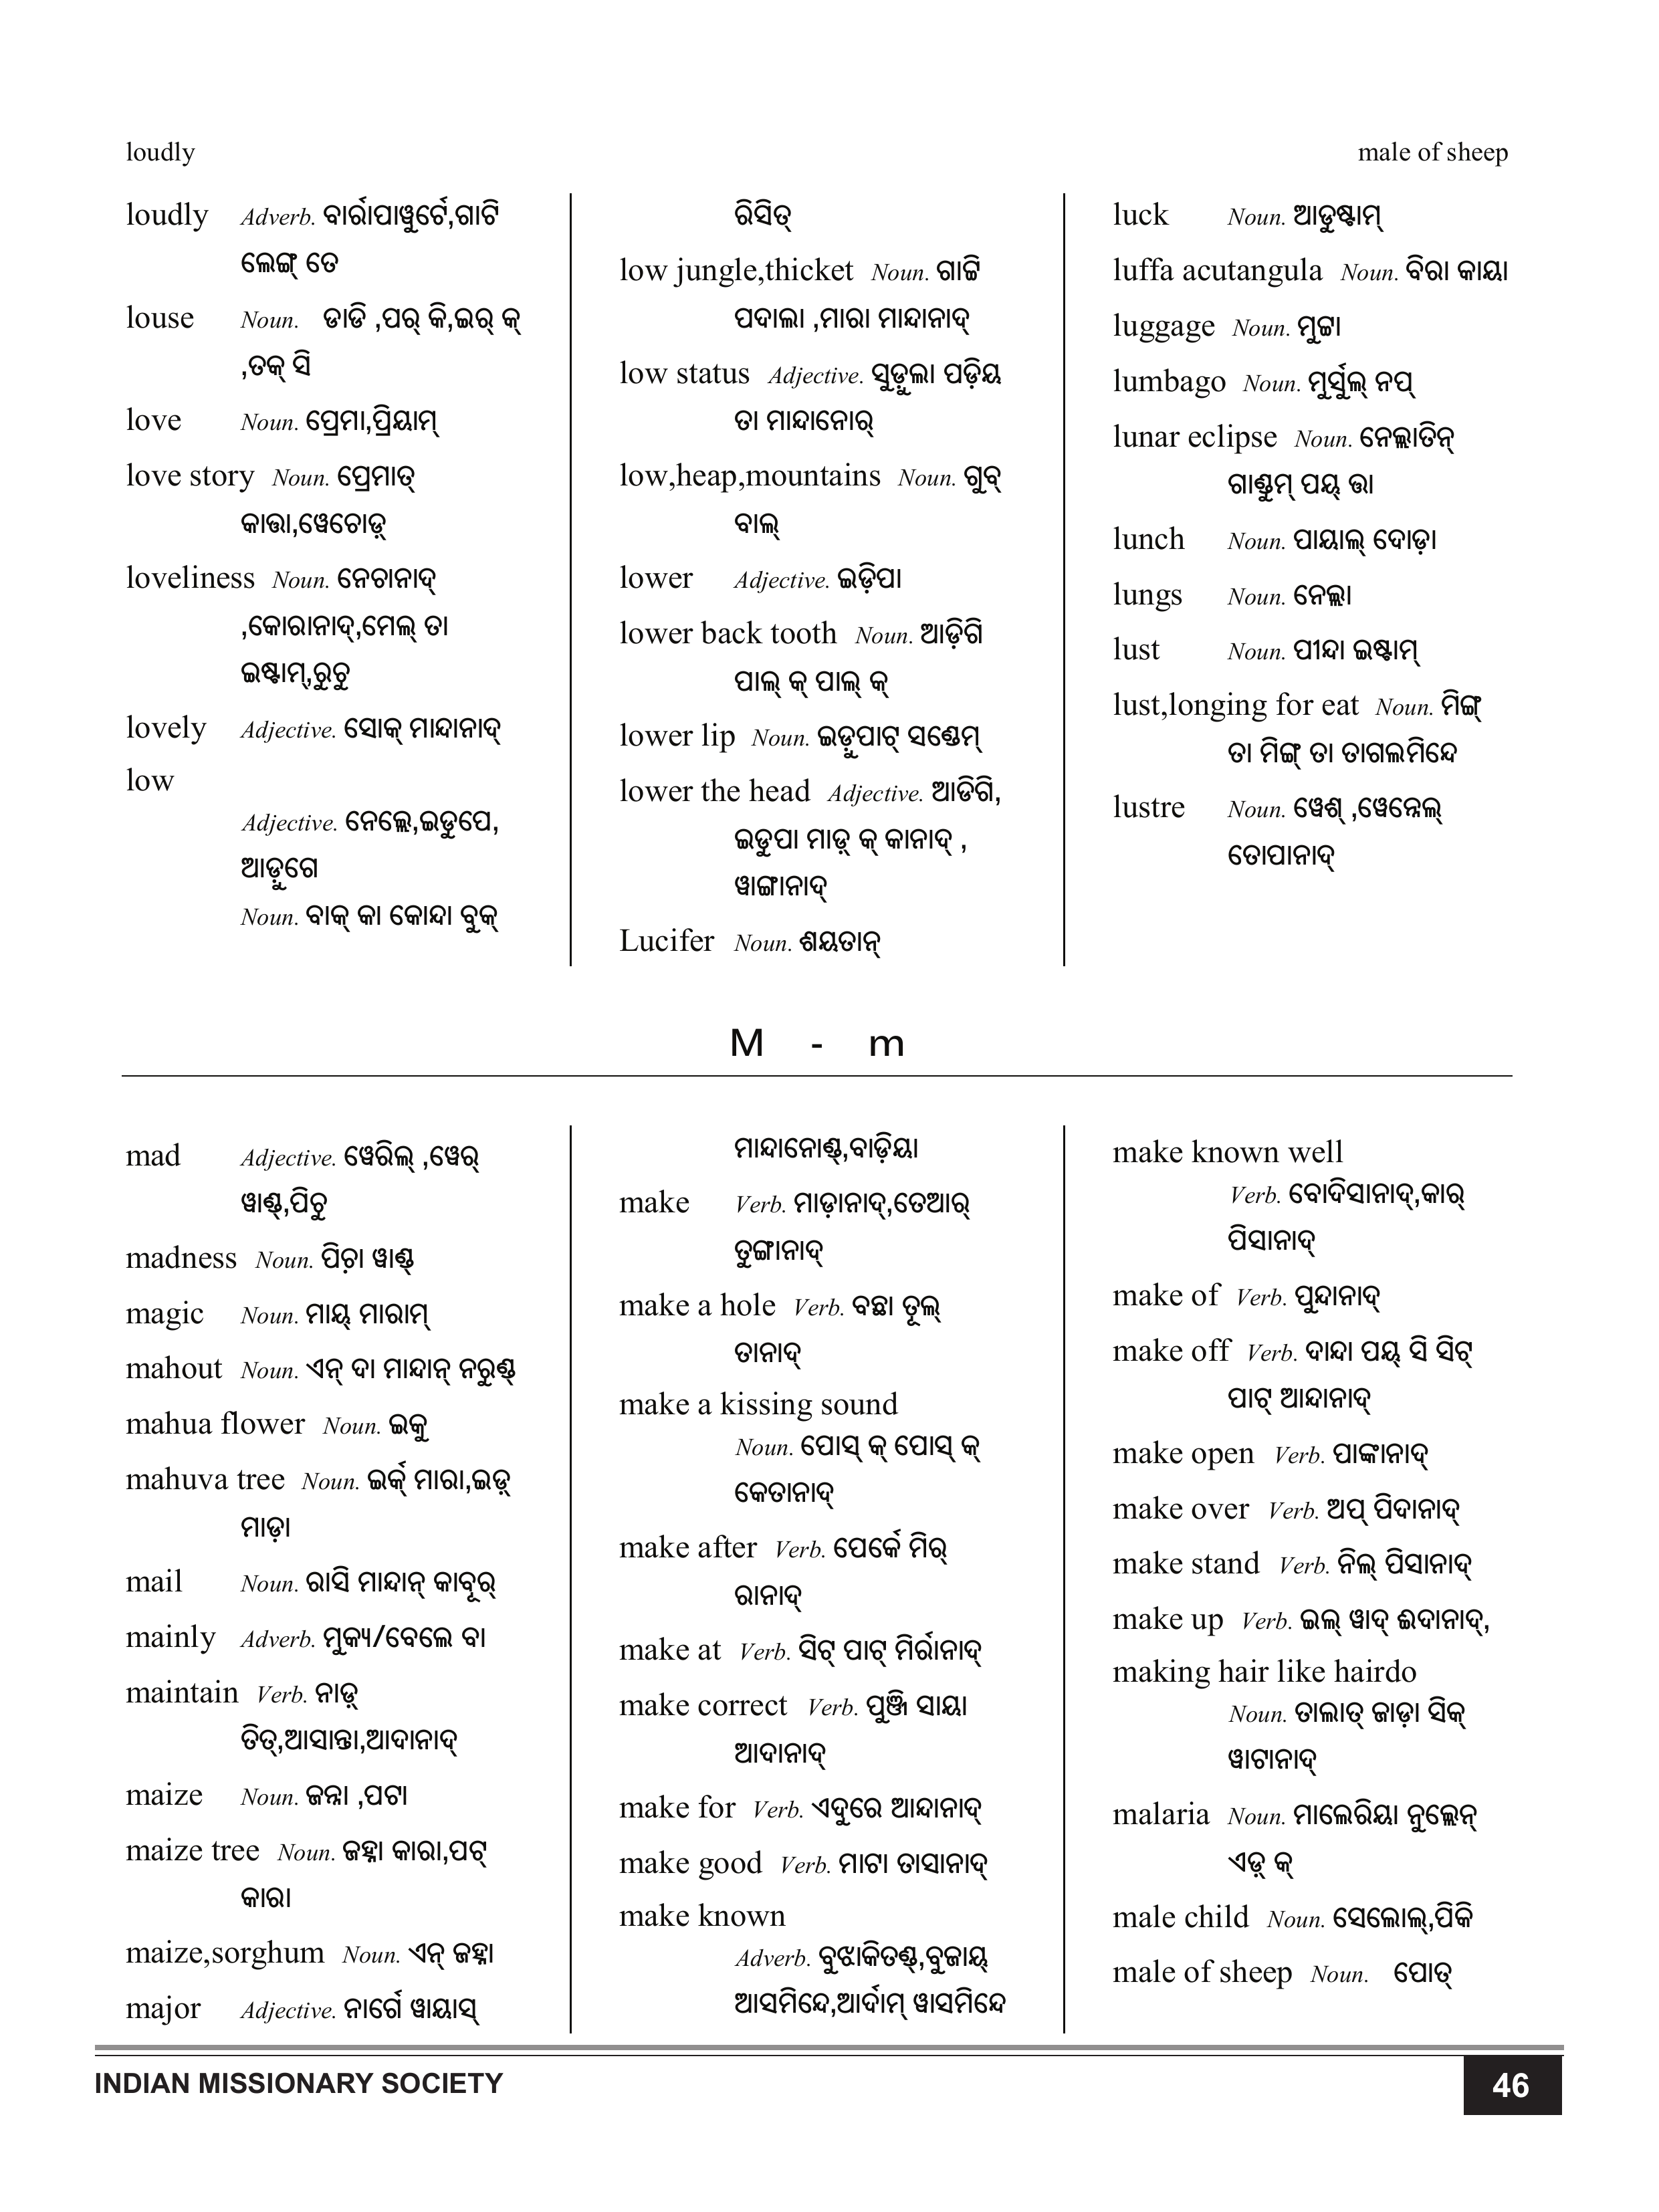 loudly
male of sheep
loudly Adverb. ବାର୍ରାପାୱୁର୍ଟେ,ଗାଟି
ଲେଙ୍ଗ୍ ତେ
louse Noun. ଡାଡି ,ପର୍ କି,ଇର୍ କ୍
,ତକ୍ ସି
love Noun. ପ୍ରେମା,ପ୍ରିୟାମ୍
love story Noun. ପ୍ରେମାତ୍
କାତ୍ତା,ୱେଚୋଡ଼୍
loveliness Noun. ନେଚାନାଦ୍
,କୋରାନାଦ୍,ମେଲ୍ ତା
ଇଷ୍ଟାମ୍,ରୁଚୁ
lovely Adjective. ସୋକ୍ ମାନ୍ଦାନାଦ୍
low
Adjective. ନେଲ୍ଲେ,ଇଡୁପେ,
ଆଡ଼ୁଗେ
Noun. ବାକ୍ କା କୋନ୍ଦା ବୁକ୍
ରିସିତ୍
low jungle,thicket Noun. ଗାଟ୍ଟି
ପଦାଲା ,ମାରା ମାନ୍ଦାନାଦ୍
low status Adjective. ସୁଡ଼ୁଲା ପଡ଼ିୟ
ତା ମାନ୍ଦାନୋର୍
low,heap,mountains Noun. ଗୁବ୍
ବାଲ୍
lower Adjective. ଇଡ଼ିପା
lower back tooth Noun. ଆଡ଼ିଗି
ପାଲ୍ କ୍ ପାଲ୍ କ୍
lower lip Noun. ଇଡ଼ୁପାଟ୍ ସଣ୍ଡେମ୍
lower the head Adjective. ଆଡିଗି,
ଇଡୁପା ମାଡ଼୍ କ୍ କାନାଦ୍ ,
ୱାଙ୍ଗାନାଦ୍
Lucifer Noun. ଶୟତାନ୍
luck Noun. ଆଡୁଷ୍ଟାମ୍
luffa acutangula Noun. ବିରା କାୟା
luggage Noun. ମୁଟ୍ଟା
lumbago Noun. ମୁର୍ସୁଲ୍ ନପ୍
lunar eclipse Noun. ନେଲ୍ଲାତିନ୍
ଗାଣ୍ଡୁମ୍ ପୟ୍ ତ୍ତା
lunch Noun. ପାୟାଲ୍ ଦୋଡ଼ା
lungs Noun. ନେଲ୍ଲା
lust Noun. ପୀନ୍ଦା ଇଷ୍ଟାମ୍
lust,longing for eat Noun. ମିଙ୍ଗ୍
ତା ମିଙ୍ଗ୍ ତା ତାଗଲମିନ୍ଦେ
lustre Noun. ୱେଶ୍ ,ୱେନ୍ନେଲ୍
ତୋପାନାଦ୍
M - m
mad Adjective. ୱେରିଲ୍ ,ୱେର୍
ୱାଣ୍ଡ୍,ପିଚୁ
madness Noun. ପିଚ଼ା ୱାଣ୍ଡ୍
magic Noun. ମାୟ୍ ମାରାମ୍
mahout Noun. ଏନ୍ ଦା ମାନ୍ଦାନ୍ ନରୁଣ୍ଡ୍
mahua flower Noun. ଇକୁ
mahuva tree Noun. ଇର୍କ୍ ମାରା,ଇଡ଼୍
ମାଡ଼ା
mail Noun. ରାସି ମାନ୍ଦାନ୍ କାବୂର୍
mainly Adverb. ମୁକ୍ୟ/ବେଲେ ବା
maintain Verb. ନାଡ଼୍
ତିତ୍,ଆସାନ୍ତା,ଆଦାନାଦ୍
maize Noun. ଜନ୍ନା ,ପଟା
maize tree Noun. ଜହ୍ନା କାରା,ପଟ୍
କାରା
maize,sorghum Noun. ଏନ୍ ଜହ୍ନା
major Adjective. ନାର୍ଗେ ୱାୟାସ୍
ମାନ୍ଦାନୋଣ୍ଡ୍,ବାଡ଼ିୟା
make Verb. ମାଡ଼ାନାଦ୍,ତେଆର୍
ତୁଙ୍ଗାନାଦ୍
make a hole Verb. ବଛା ତୂଲ୍
ତାନାଦ୍
make a kissing sound
Noun. ପୋସ୍ କ୍ ପୋସ୍ କ୍
କେତାନାଦ୍
make after Verb. ପେର୍କେ ମିର୍
ରାନାଦ୍
make at Verb. ସିଟ୍ ପାଟ୍ ମିର୍ରାନାଦ୍
make correct Verb. ପୁଞ୍ଜି ସାୟା
ଆଦାନାଦ୍
make for Verb. ଏଦୁରେ ଆନ୍ଦାନାଦ୍
make good Verb. ମାଟା ତାସାନାଦ୍
make known
Adverb. ବୁଝାକିତଣ୍ଡ୍,ବୁଜାୟ୍
ଆସମିନ୍ଦେ,ଆର୍ଦାମ୍ ୱାସମିନ୍ଦେ
make known well
Verb. ବୋଦିସାନାଦ୍,କାର୍
ପିସାନାଦ୍
make of Verb. ପୁନ୍ଦାନାଦ୍
make off Verb. ଦାନ୍ଦା ପୟ୍ ସି ସିଟ୍
ପାଟ୍ ଆନ୍ଦାନାଦ୍
make open Verb. ପାଙ୍କାନାଦ୍
make over Verb. ଅପ୍ ପିଦାନାଦ୍
make stand Verb. ନିଲ୍ ପିସାନାଦ୍
make up Verb. ଇଲ୍ ୱାଦ୍ ଈଦାନାଦ୍,
making hair like hairdo
Noun. ତାଲାତ୍ ଜାଡ଼ା ସିକ୍
ୱାଟାନାଦ୍
malaria Noun. ମାଲେରିୟା ନୁଲ୍ଲେନ୍
ଏଡ଼୍ କ୍
male child Noun. ସେଲୋଲ୍,ପିକି
male of sheep Noun. ପୋତ୍
INDIAN MISSIONARY SOCIETY
46